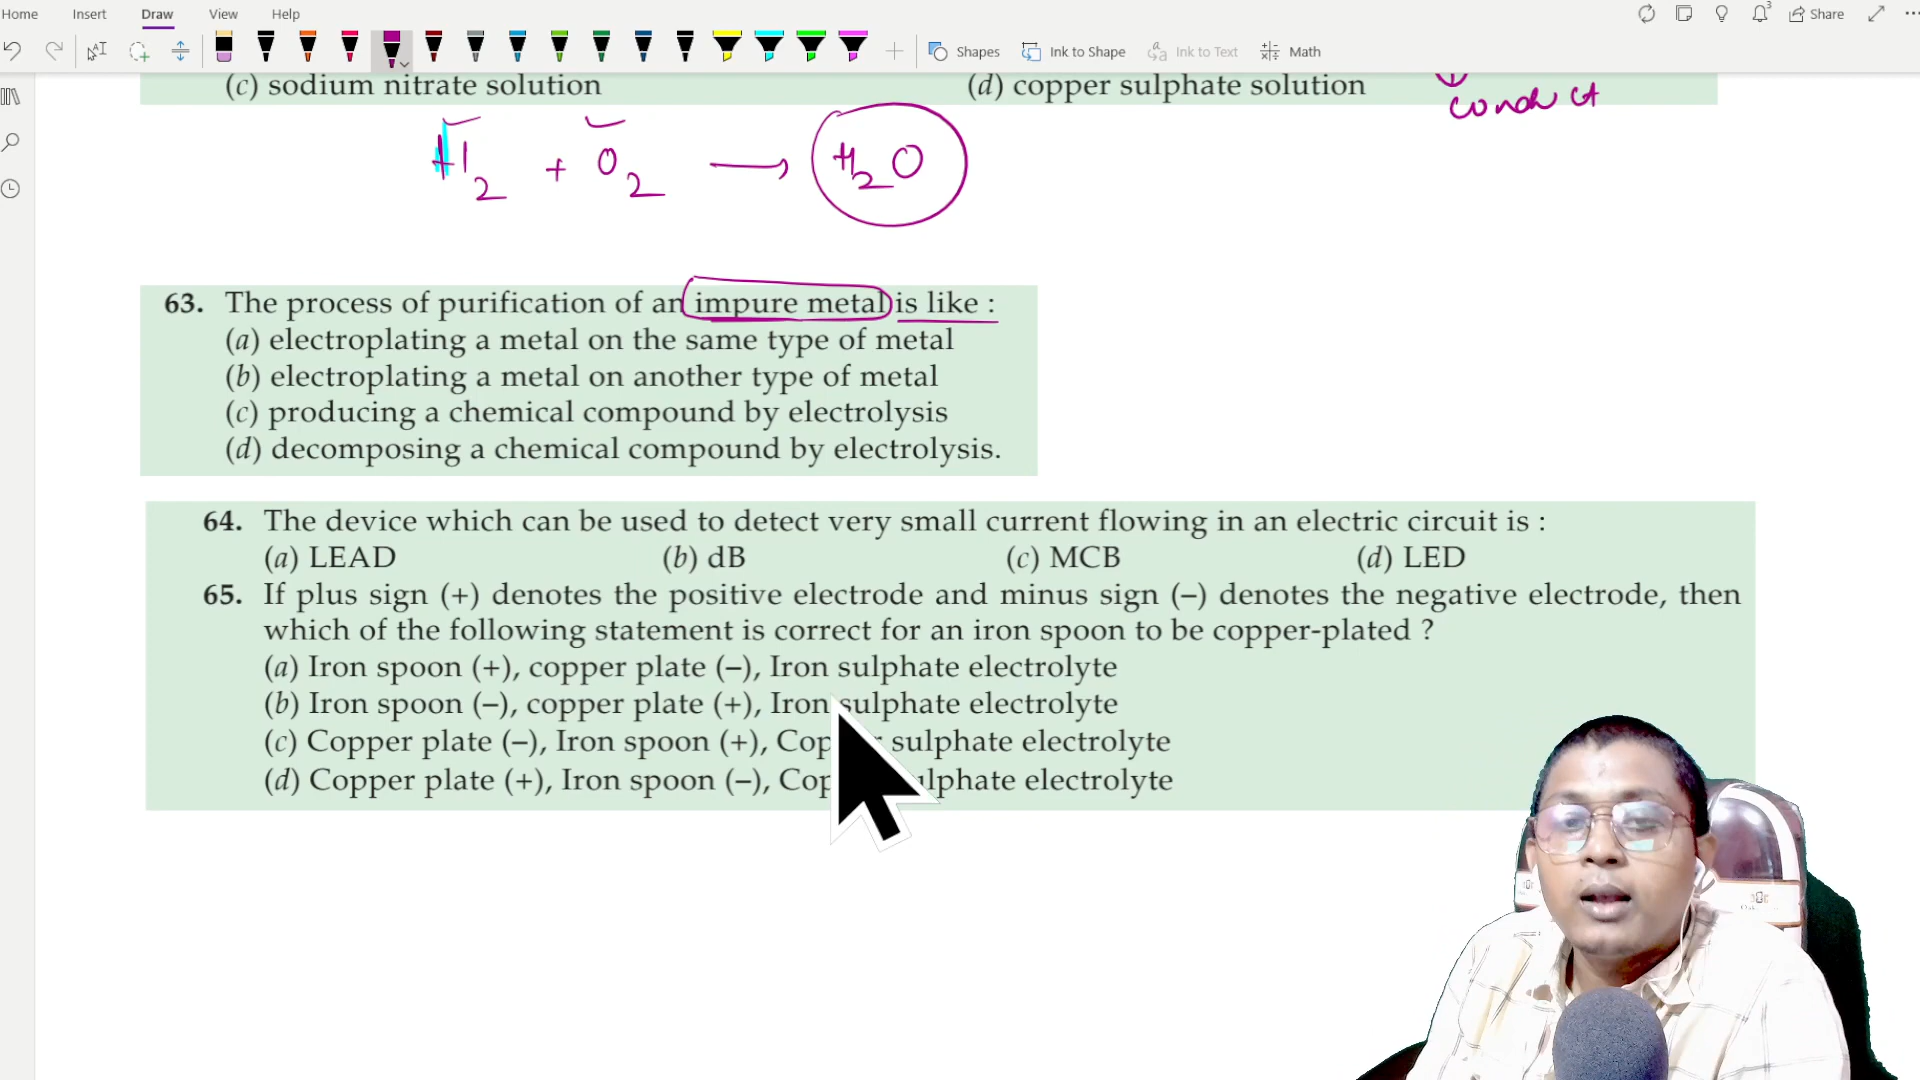 Home Insert Draw View Help
3 Share
Shapes Ink to Shape Ink to Text Math
(c) sodium nitrate solution (d) copper sulphate solution
conduct
H2 + O2 → H2O
63. The process of purification of an impure metal is like :
(a) electroplating a metal on the same type of metal
(b) electroplating a metal on another type of metal
(c) producing a chemical compound by electrolysis
(d) decomposing a chemical compound by electrolysis.
64. The device which can be used to detect very small current flowing in an electric circuit is :
(a) LEAD (b) dB (c) MCB (d) LED
65. If plus sign (+) denotes the positive electrode and minus sign (–) denotes the negative electrode, then
which of the following statement is correct for an iron spoon to be copper-plated ?
(a) Iron spoon (+), copper plate (–), Iron sulphate electrolyte
(b) Iron spoon (–), copper plate (+), Iron sulphate electrolyte
(c) Copper plate (–), Iron spoon (+), Cop r sulphate electrolyte
(d) Copper plate (+), Iron spoon (–), Cop lphate electrolyte